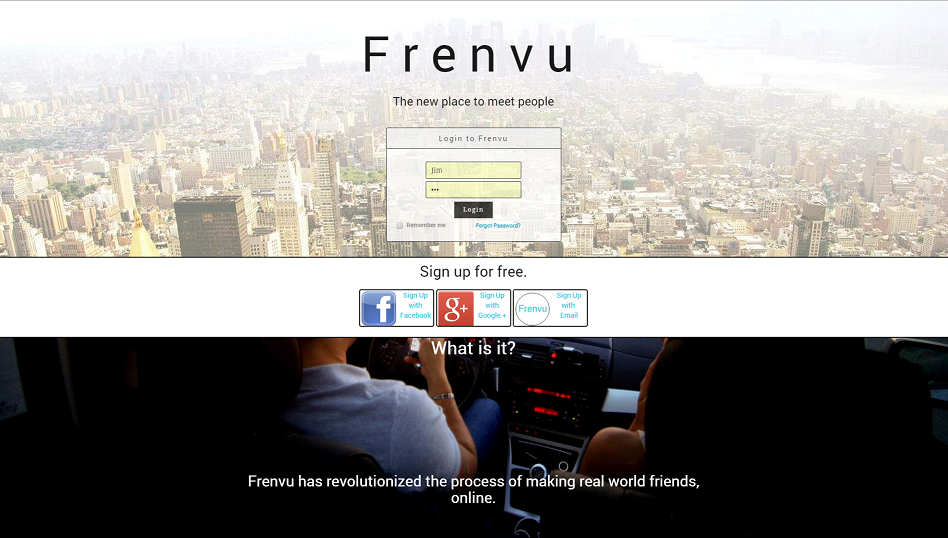 Frenvu
The new place to meet people
Login to Frenvu
Jim
•••
Login
Remember me Forgot Password?
Sign up for free.
f
Sign Up
with
Facebook
g+
Sign Up
with
Google +
Frenvu
Sign Up
with
Email
What is it?
Frenvu has revolutionized the process of making real world friends,
online.